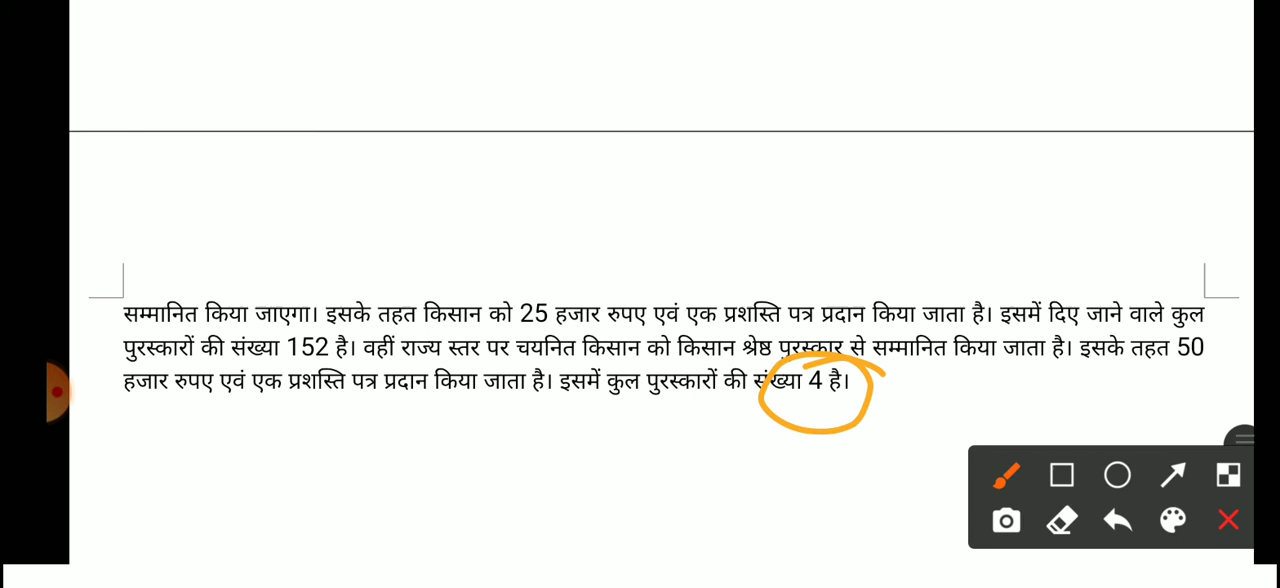 सम्मानित किया जाएगा। इसके तहत किसान को 25 हजार रुपए एवं एक प्रशस्ति पत्र प्रदान किया जाता है। इसमें दिए जाने वाले कुल
पुरस्कारों की संख्या 152 है। वहीं राज्य स्तर पर चयनित किसान को किसान श्रेष्ठ पुरस्कार से सम्मानित किया जाता है। इसके तहत 50
हजार रुपए एवं एक प्रशस्ति पत्र प्रदान किया जाता है। इसमें कुल पुरस्कारों की संख्या 4 है।